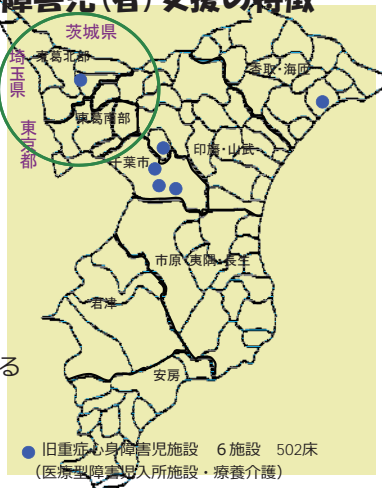 障害児（者）支援の特徴
茨城県
東葛北部
埼玉県
香取・海匝
東葛南部
東京都
印旛・山武
千葉市
市原・夷隅・長生
君津
る
安房
旧重症心身障害児施設　６施設　502床
（医療型障害児入所施設・療養介護）